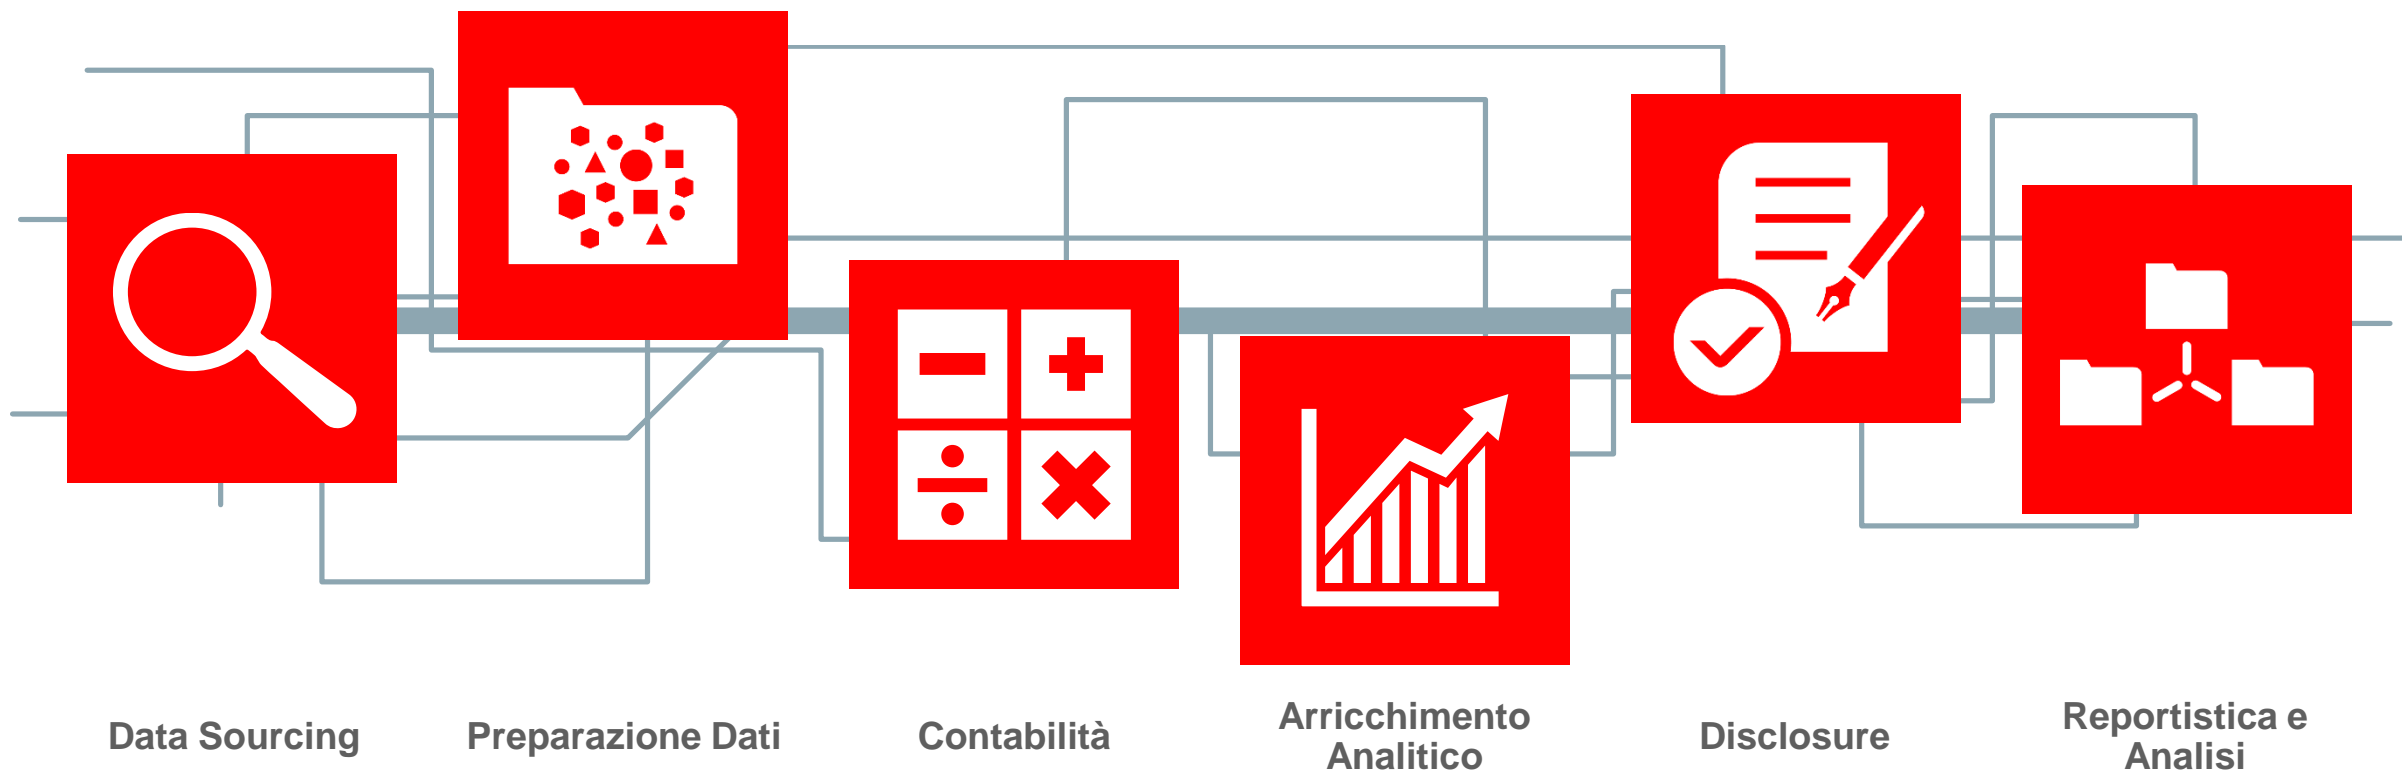 Data Sourcing
Preparazione Dati
Contabilità
Arricchimento
Analitico
Disclosure
Reportistica e
Analisi